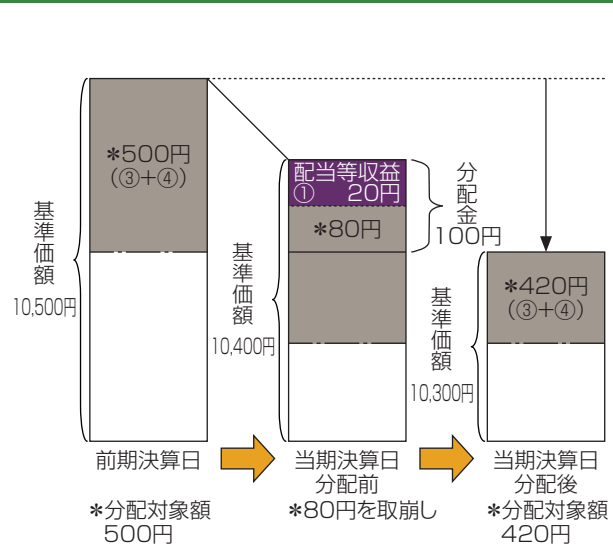 *500円
(③+④)
基準価額
10,500円
配当等収益
① 20円
*80円
分配金
100円
基準価額
10,400円
*420円
(③+④)
基準価額
10,300円
前期決算日
当期決算日
分配前
当期決算日
分配後
*分配対象額
500円
*80円を取崩し
*分配対象額
420円